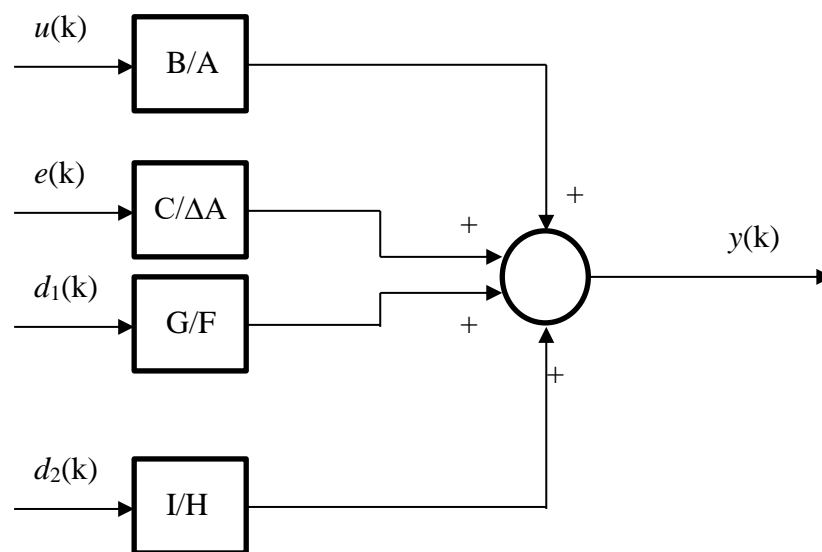 u(k)
B/A
+
e(k)
C/ΔA
+
y(k)
d₁(k)
G/F
+
+
d₂(k)
I/H